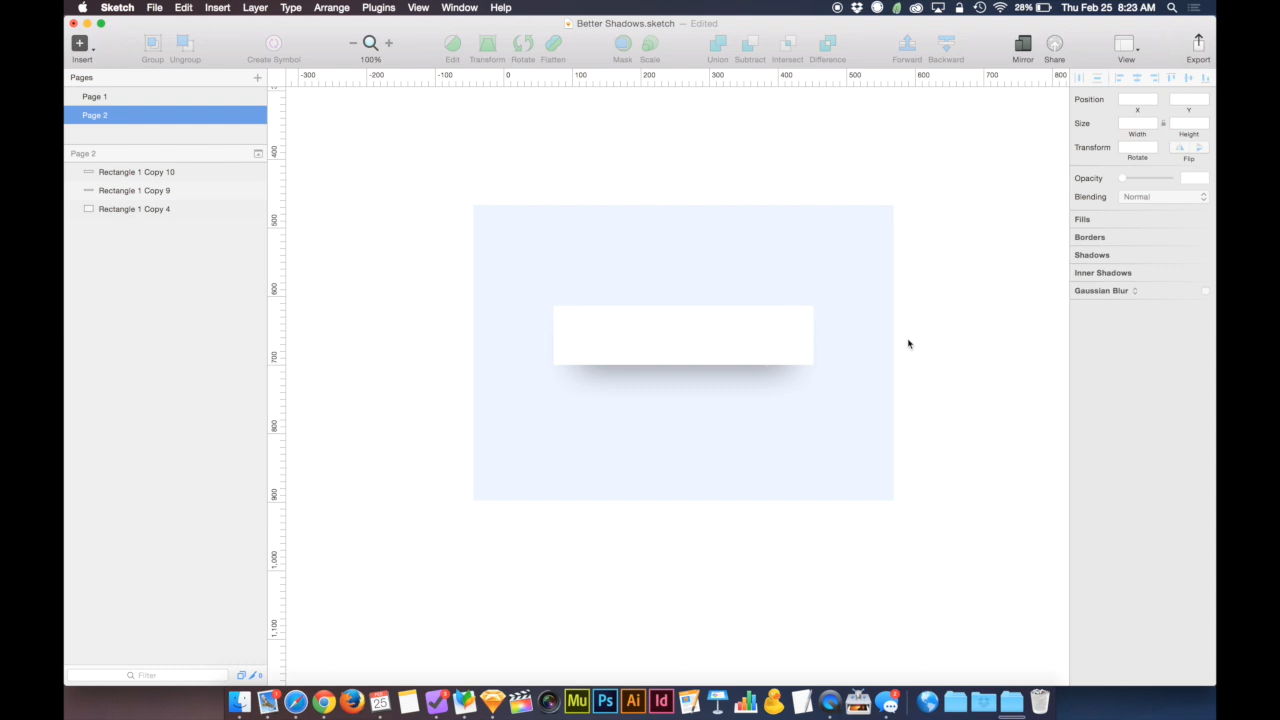 Sketch File Edit Insert Layer Type Arrange Plugins View Window Help 28% Thu Feb 25 8:23 AM
Better Shadows.sketch — Edited
Insert Group Ungroup Create Symbol 100% Edit Transform Rotate Flatten Mask Scale Union Subtract Intersect Difference Forward Backward Mirror Share View Export
Pages
-300 -200 -100 0 100 200 300 400 500 600 700 800
Page 1
Page 2
Page 2
Rectangle 1 Copy 10
Rectangle 1 Copy 9
Rectangle 1 Copy 4
400
500
600
700
800
900
1,000
1,100
Position
X Y
Size
Width Height
Transform
Rotate Flip
Opacity
Blending Normal
Fills
Borders
Shadows
Inner Shadows
Gaussian Blur
Filter
Mu Ps Ai Id